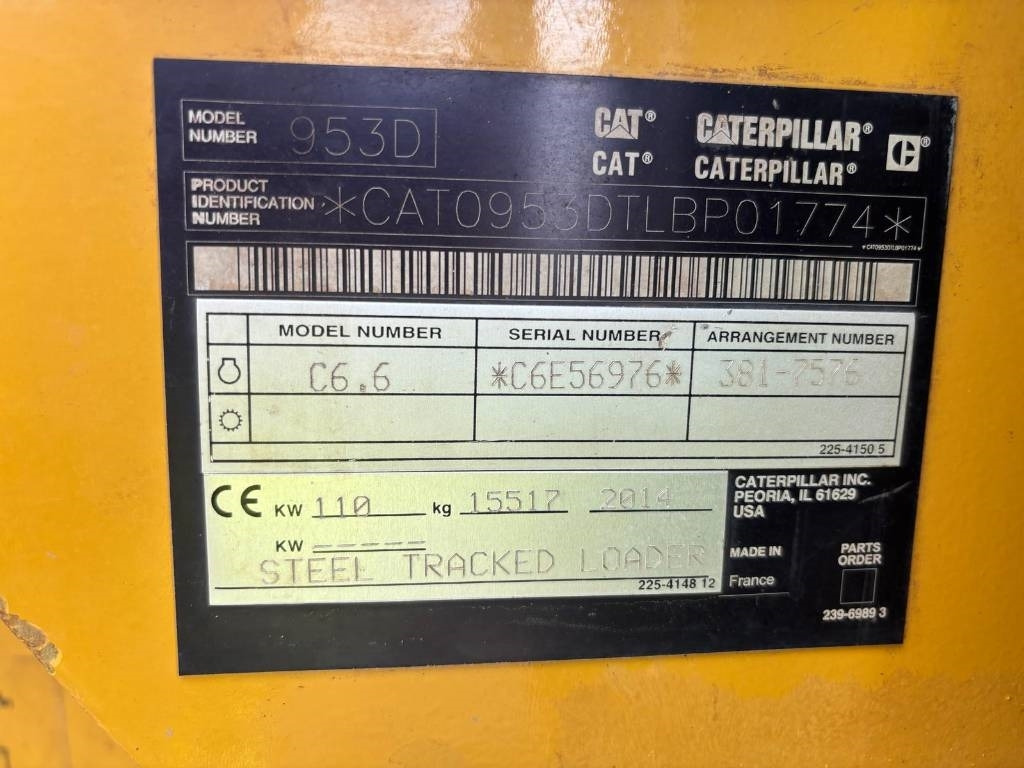 MODEL NUMBER 953D
CAT® CATERPILLAR® C®
CAT® CATERPILLAR®
PRODUCT IDENTIFICATION NUMBER *CAT0953DTLBP01774*
*CAT0953DTLBP01774*
MODEL NUMBER SERIAL NUMBER ARRANGEMENT NUMBER
C6.6 *C6E56976* 381-7576
225-4150 5
CE KW 110 kg 15517 2014
KW -----
STEEL TRACKED LOADER
225-4148 12
CATERPILLAR INC.
PEORIA, IL 61629
USA
MADE IN
France
PARTS
ORDER
239-6989 3